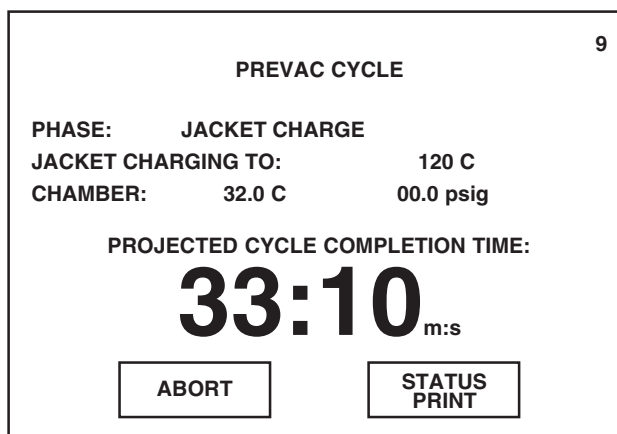 9
PREVAC CYCLE
PHASE: JACKET CHARGE
JACKET CHARGING TO: 120 C
CHAMBER: 32.0 C 00.0 psig
PROJECTED CYCLE COMPLETION TIME:
33:10 m:s
ABORT
STATUS
PRINT